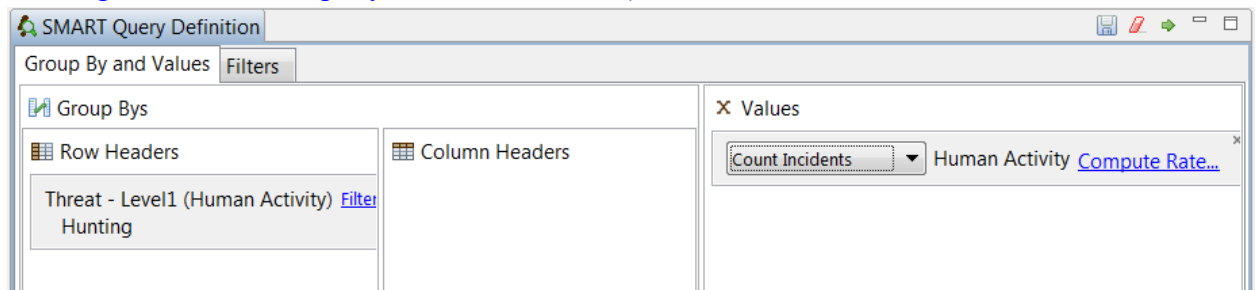 SMART Query Definition
Group By and Values Filters
Group Bys
Values
Row Headers
Column Headers
Count Incidents Human Activity Compute Rate...
Threat - Level1 (Human Activity) Filter
Hunting